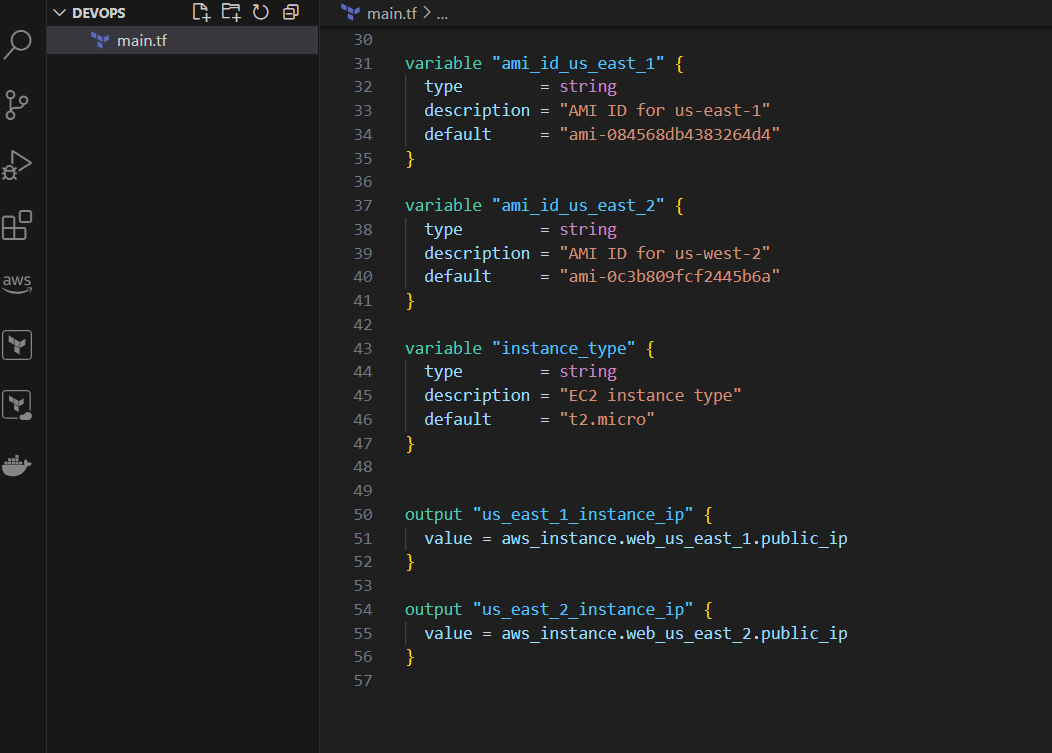 DEVOPS
main.tf
main.tf > ...
aws
30
31 variable "ami_id_us_east_1" {
32   type        = string
33   description = "AMI ID for us-east-1"
34   default     = "ami-084568db4383264d4"
35 }
36
37 variable "ami_id_us_east_2" {
38   type        = string
39   description = "AMI ID for us-west-2"
40   default     = "ami-0c3b809fcf2445b6a"
41 }
42
43 variable "instance_type" {
44   type        = string
45   description = "EC2 instance type"
46   default     = "t2.micro"
47 }
48
49
50 output "us_east_1_instance_ip" {
51   value = aws_instance.web_us_east_1.public_ip
52 }
53
54 output "us_east_2_instance_ip" {
55   value = aws_instance.web_us_east_2.public_ip
56 }
57